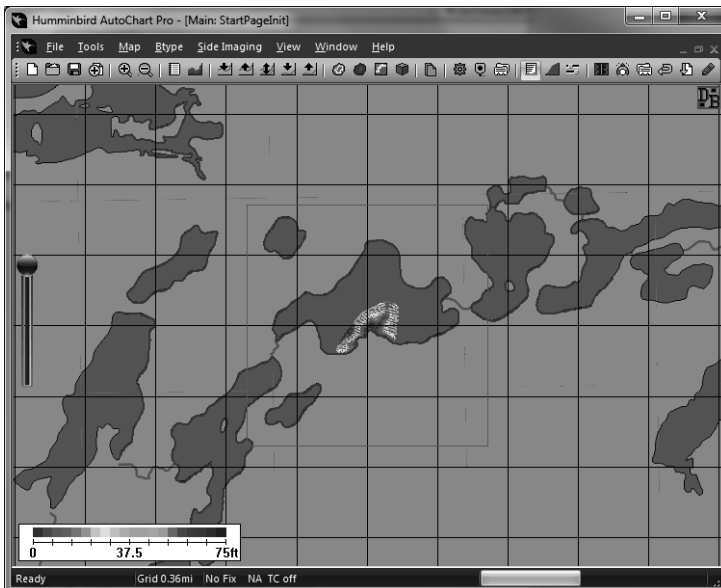 Humminbird AutoChart Pro - [Main: StartPageInit]
File Tools Map Btype Side Imaging View Window Help
DB
0 37.5 75ft
Ready Grid 0.36mi No Fix NA TC off